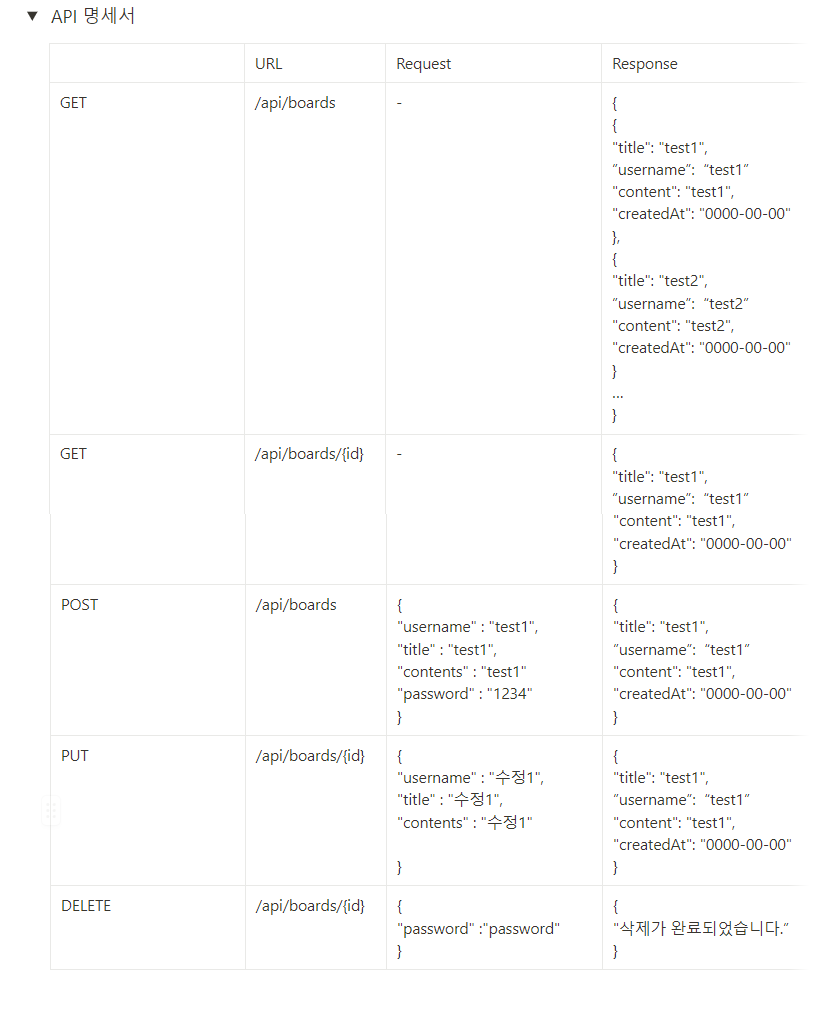 ▼ API 명세서
URL Request Response
GET /api/boards - {
{
"title": "test1",
“username”: “test1”
"content": "test1",
"createdAt": "0000-00-00"
},
{
"title": "test2",
“username”: “test2”
"content": "test2",
"createdAt": "0000-00-00"
}
...
}
GET /api/boards/{id} - {
"title": "test1",
“username”: “test1”
"content": "test1",
"createdAt": "0000-00-00"
}
POST /api/boards
{
"username" : "test1",
"title" : "test1",
"contents" : "test1"
"password" : "1234"
}
{
"title": "test1",
“username”: “test1”
"content": "test1",
"createdAt": "0000-00-00"
}
PUT /api/boards/{id}
{
"username" : "수정1",
"title" : "수정1",
"contents" : "수정1"
}
{
"title": "test1",
“username”: “test1”
"content": "test1",
"createdAt": "0000-00-00"
}
DELETE /api/boards/{id}
{
"password" :"password"
}
{
"삭제가 완료되었습니다.”
}